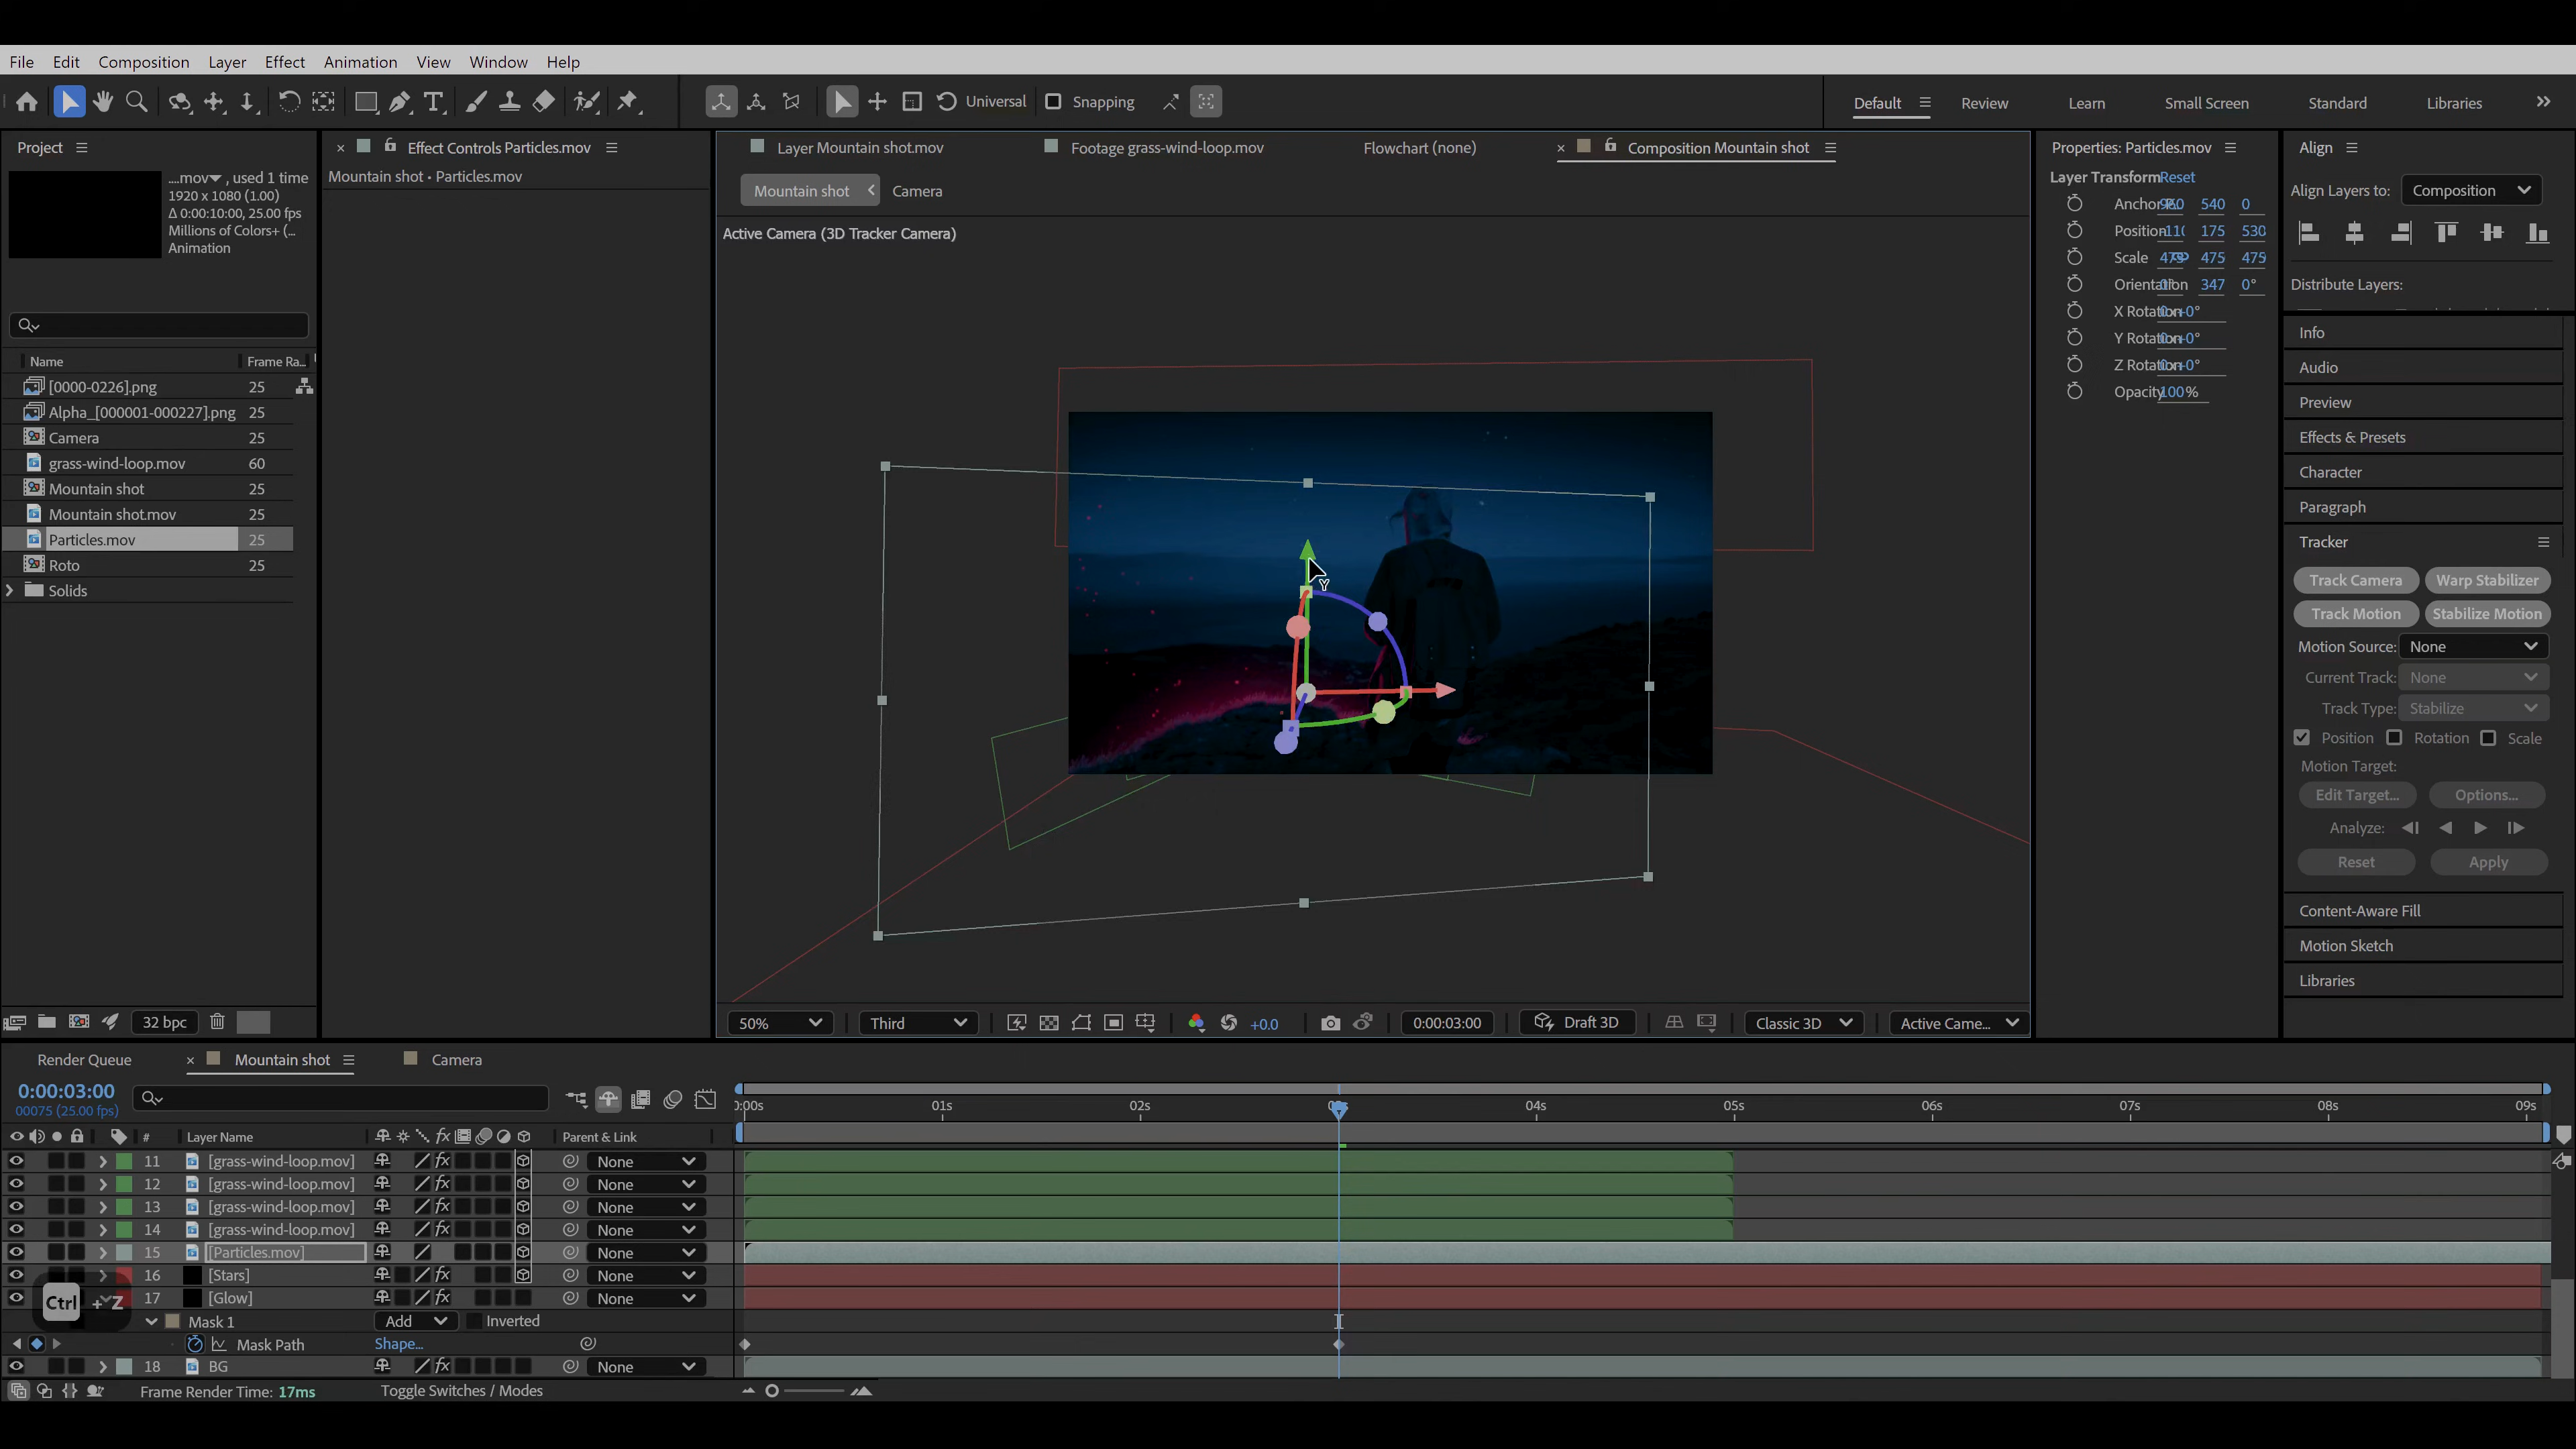 File Edit Composition Layer Effect Animation View Window Help
Universal Snapping Default Review Learn Small Screen Standard Libraries
Project
....mov , used 1 time
1920 x 1080 (1.00)
Δ 0:00:10:00, 25.00 fps
Millions of Colors+ (...
Animation
Name Frame Ra...
[0000-0226].png 25
Alpha_[000001-000227].png 25
Camera 25
grass-wind-loop.mov 60
Mountain shot 25
Mountain shot.mov 25
Particles.mov 25
Roto 25
Solids
32 bpc
Effect Controls Particles.mov
Mountain shot • Particles.mov
Layer Mountain shot.mov Footage grass-wind-loop.mov Flowchart (none) Composition Mountain shot
Mountain shot Camera
Active Camera (3D Tracker Camera)
Y
50% Third +0.0 0:00:03:00 Draft 3D Classic 3D Active Came...
Properties: Particles.mov
Layer Transform Reset
540 0
Position 175 530
Scale 475 475 475
Orientation 347 0°
X Rotation
Y Rotation
Z Rotation
Opacity 100 %
Align
Align Layers to: Composition
Distribute Layers:
Info
Audio
Preview
Effects & Presets
Character
Paragraph
Tracker
Track Camera Warp Stabilizer
Track Motion Stabilize Motion
Motion Source: None
Current Track: None
Track Type: Stabilize
Position Rotation Scale
Motion Target:
Edit Target... Options...
Analyze:
Reset Apply
Content-Aware Fill
Motion Sketch
Libraries
Render Queue Mountain shot Camera
0:00:03:00
00075 (25.00 fps)
0:00s 01s 02s 04s 05s 06s 07s 08s 09s
# Layer Name fx Parent & Link
11 [grass-wind-loop.mov] fx None
12 [grass-wind-loop.mov] fx None
13 [grass-wind-loop.mov] fx None
14 [grass-wind-loop.mov] fx None
15 [Particles.mov] None
16 [Stars] fx None
17 [Glow] fx None
Ctrl + Z
Mask 1 Add Inverted
Mask Path Shape...
18 BG fx None
Frame Render Time: 17ms Toggle Switches / Modes